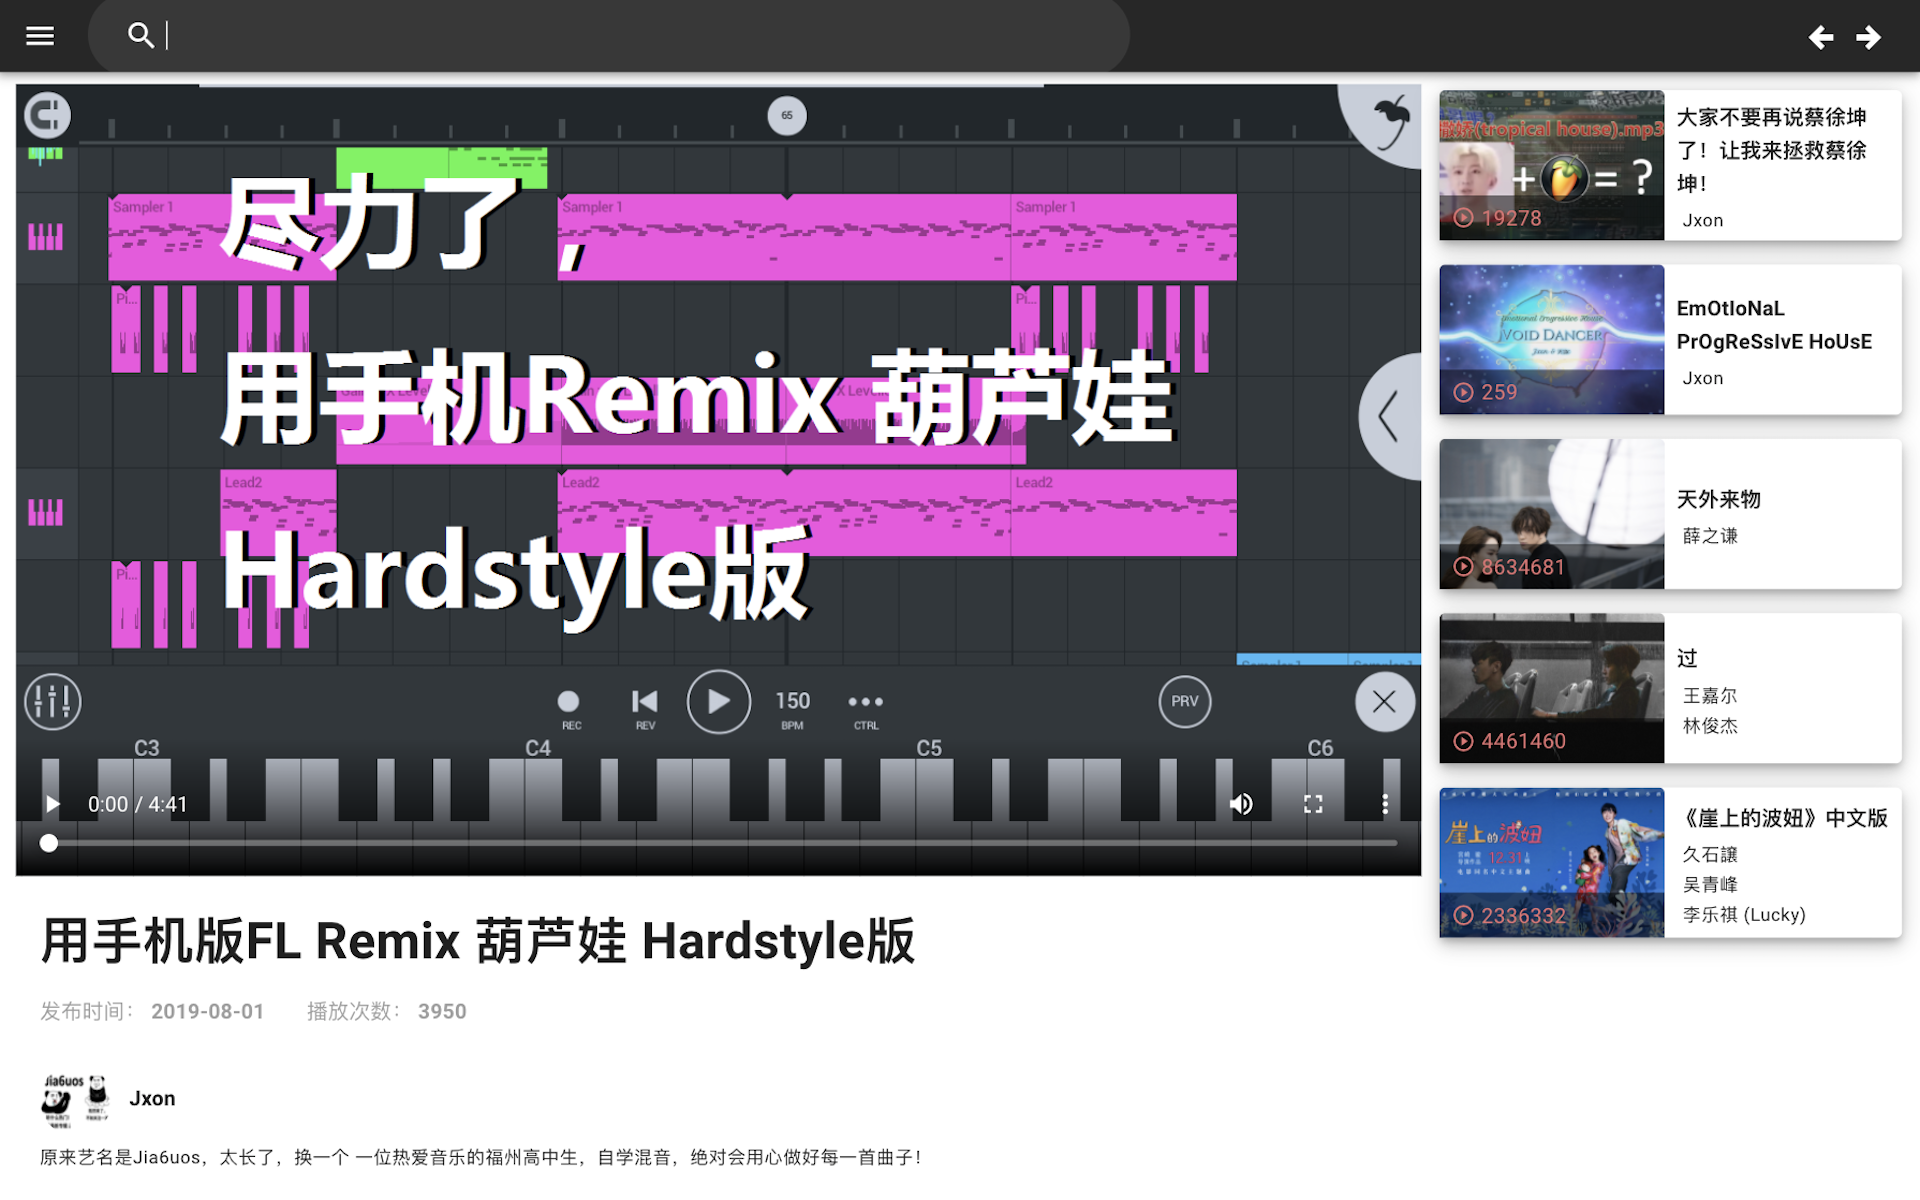 65
Sampler 1
Sampler 1
Sampler 1
Pi...
Pi...
Lead2
Lead2
Lead2
Pi...
尽力了，
用手机Remix 葫芦娃
Hardstyle版
REC
REV
150
BPM
CTRL
PRV
C3
C4
C5
C6
0:00 / 4:41
用手机版FL Remix 葫芦娃 Hardstyle版
发布时间： 2019-08-01 播放次数： 3950
Jia6uos
Jxon
原来艺名是Jia6uos，太长了，换一个 一位热爱音乐的福州高中生，自学混音，绝对会用心做好每一首曲子！
(tropical house).mp3
+ = ?
19278
大家不要再说蔡徐坤
了！让我来拯救蔡徐
坤！
Jxon
VOID DANCER
259
EmOtIoNaL
PrOgReSsIvE HoUsE
Jxon
8634681
天外来物
薛之谦
4461460
过
王嘉尔
林俊杰
崖上的波妞
12.31
2336332
《崖上的波妞》中文版
久石譲
吴青峰
李乐祺 (Lucky)